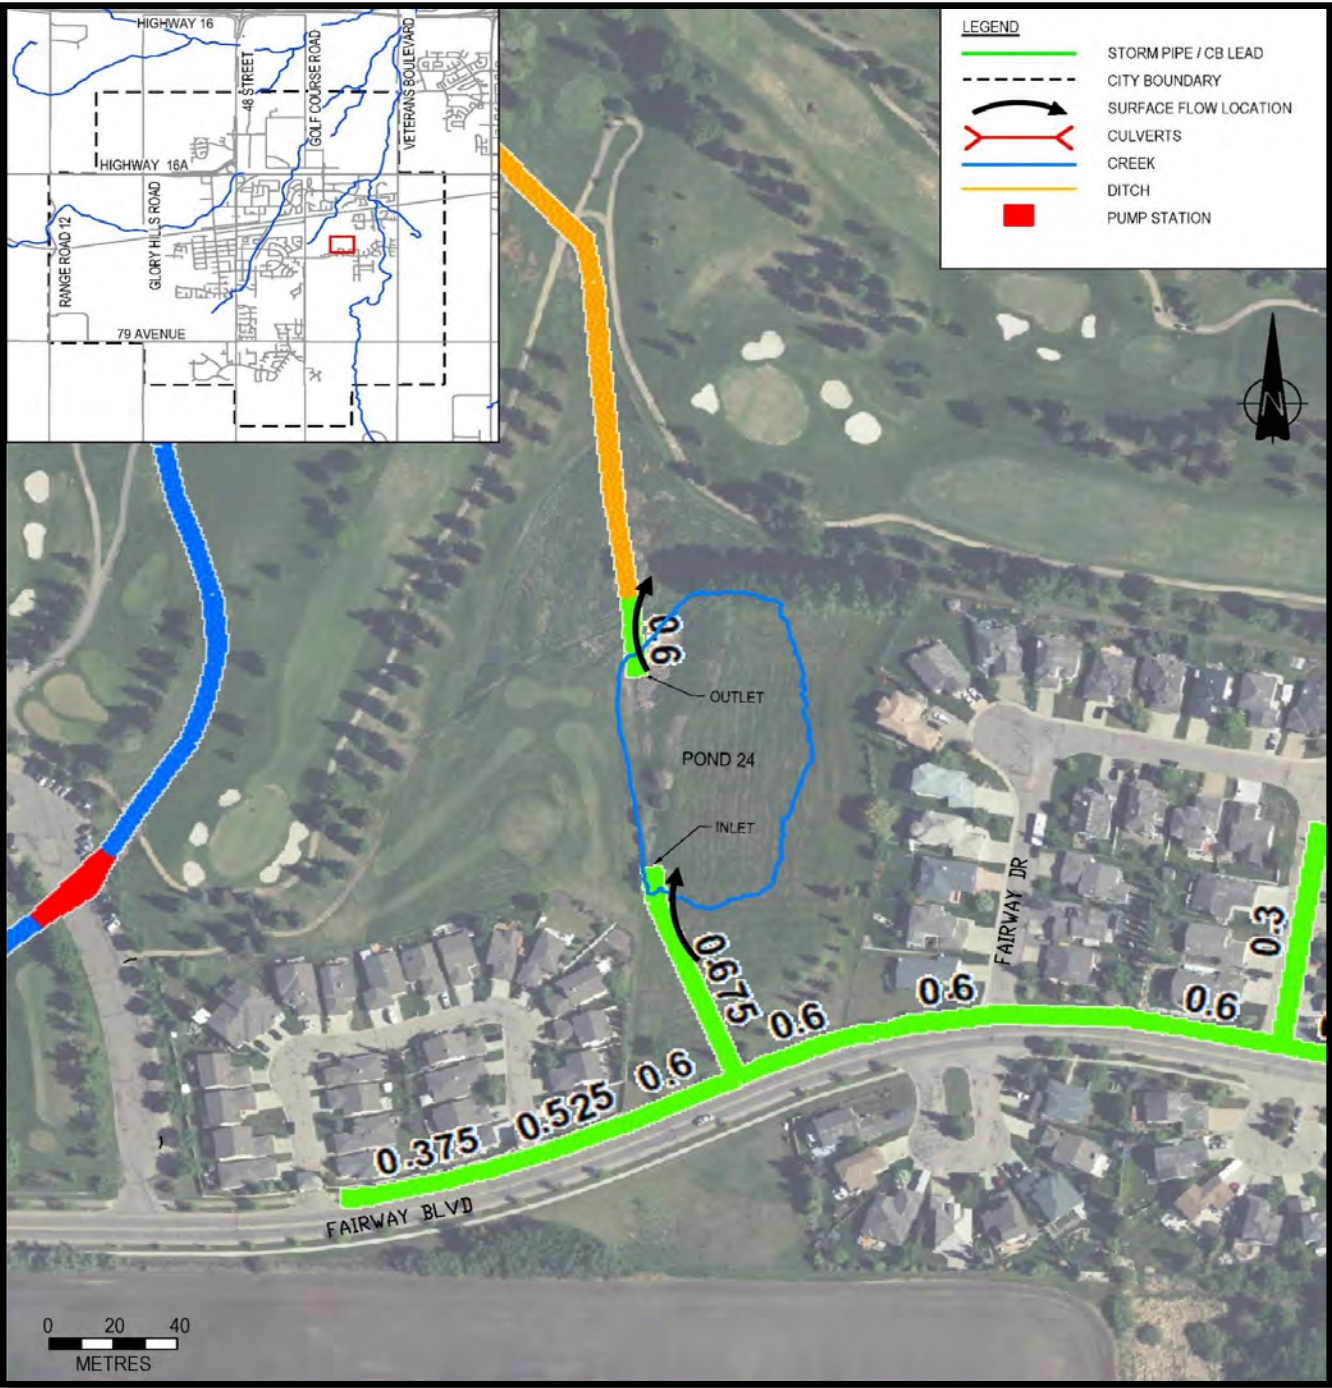 HIGHWAY 16
48 STREET
GOLF COURSE ROAD
VETERANS BOULEVARD
HIGHWAY 16A
RANGE ROAD 12
GLORY HILLS ROAD
79 AVENUE
LEGEND
STORM PIPE / CB LEAD
CITY BOUNDARY
SURFACE FLOW LOCATION
CULVERTS
CREEK
DITCH
PUMP STATION
N
0.6
OUTLET
POND 24
INLET
FAIRWAY DR
0.3
0.675
0.6
0.6
0.6
0.6
0.525
0.375
FAIRWAY BLVD
0 20 40
METRES